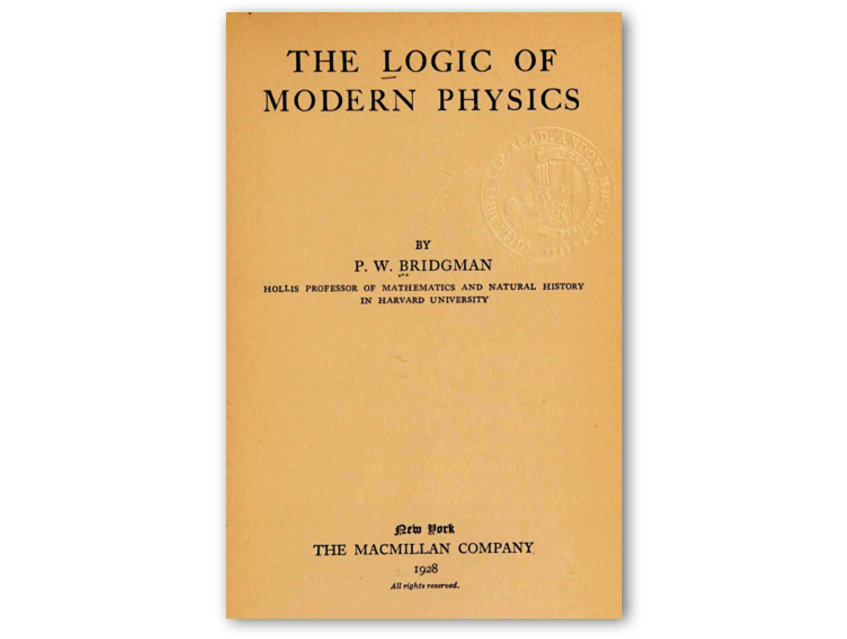 THE LOGIC OF
MODERN PHYSICS
BY
P. W. BRIDGMAN
HOLLIS PROFESSOR OF MATHEMATICS AND NATURAL HISTORY
IN HARVARD UNIVERSITY
New York
THE MACMILLAN COMPANY
1928
All rights reserved.